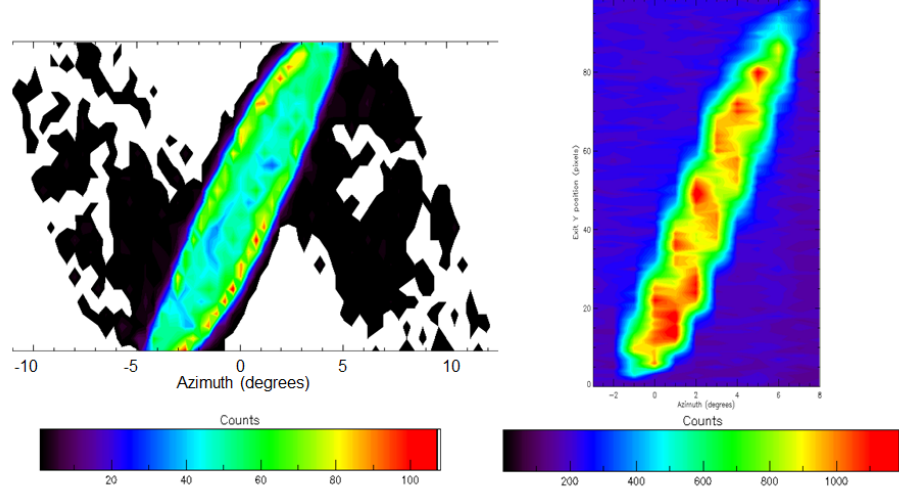 -10 -5 0 5 10
Azimuth (degrees)
Counts
20 40 60 80 100
Exit Y position (pixels)
80
60
40
20
0
-2 0 2 4 6 8
Azimuth (degrees)
Counts
200 400 600 800 1000